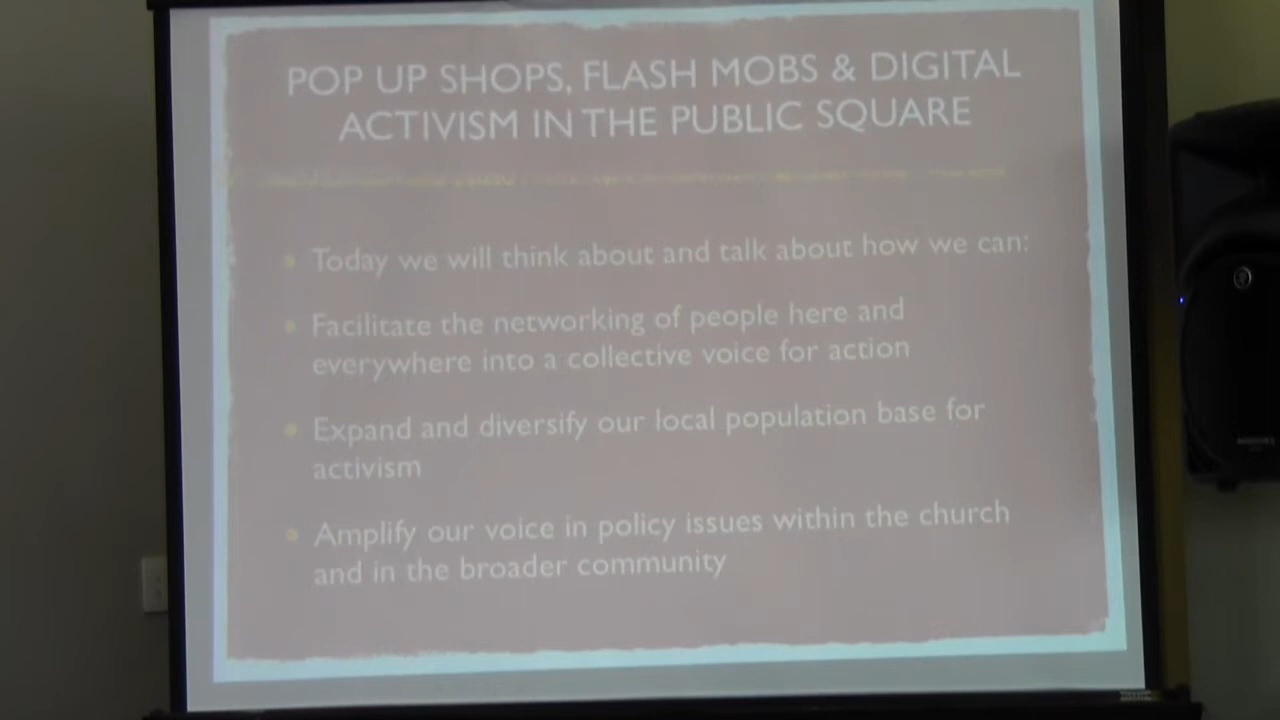 POP UP SHOPS, FLASH MOBS & DIGITAL
ACTIVISM IN THE PUBLIC SQUARE
• Today we will think about and talk about how we can:
• Facilitate the networking of people here and
everywhere into a collective voice for action
• Expand and diversify our local population base for
activism
• Amplify our voice in policy issues within the church
and in the broader community